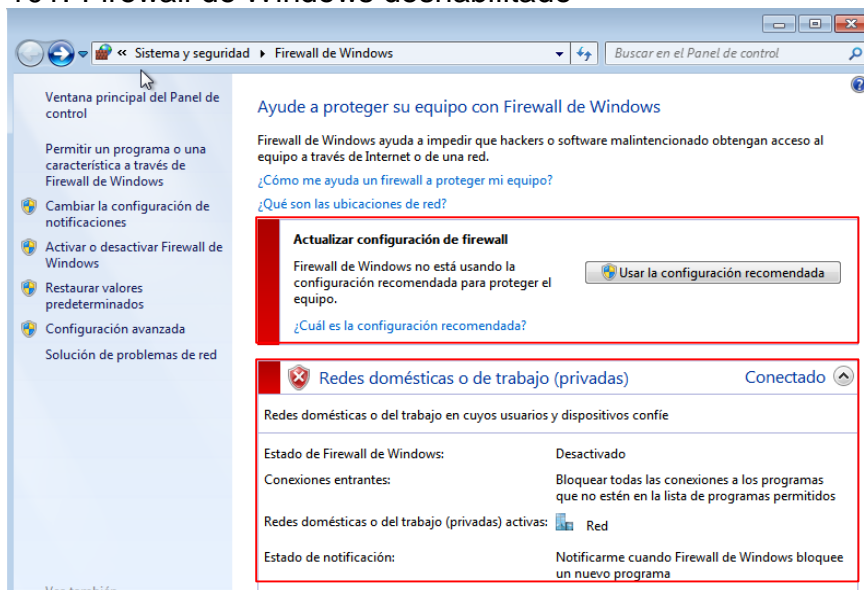 Firewall de Windows deshabilitado
« Sistema y seguridad ▸ Firewall de Windows
Buscar en el Panel de control
Ventana principal del Panel de
control
Permitir un programa o una
característica a través de
Firewall de Windows
Cambiar la configuración de
notificaciones
Activar o desactivar Firewall de
Windows
Restaurar valores
predeterminados
Configuración avanzada
Solución de problemas de red
Ayude a proteger su equipo con Firewall de Windows
Firewall de Windows ayuda a impedir que hackers o software malintencionado obtengan acceso al
equipo a través de Internet o de una red.
¿Cómo me ayuda un firewall a proteger mi equipo?
¿Qué son las ubicaciones de red?
Actualizar configuración de firewall
Firewall de Windows no está usando la
configuración recomendada para proteger el
equipo.
Usar la configuración recomendada
¿Cuál es la configuración recomendada?
Redes domésticas o de trabajo (privadas) Conectado
Redes domésticas o del trabajo en cuyos usuarios y dispositivos confíe
Estado de Firewall de Windows: Desactivado
Conexiones entrantes: Bloquear todas las conexiones a los programas
que no estén en la lista de programas permitidos
Redes domésticas o del trabajo (privadas) activas: Red
Estado de notificación: Notificarme cuando Firewall de Windows bloquee
un nuevo programa